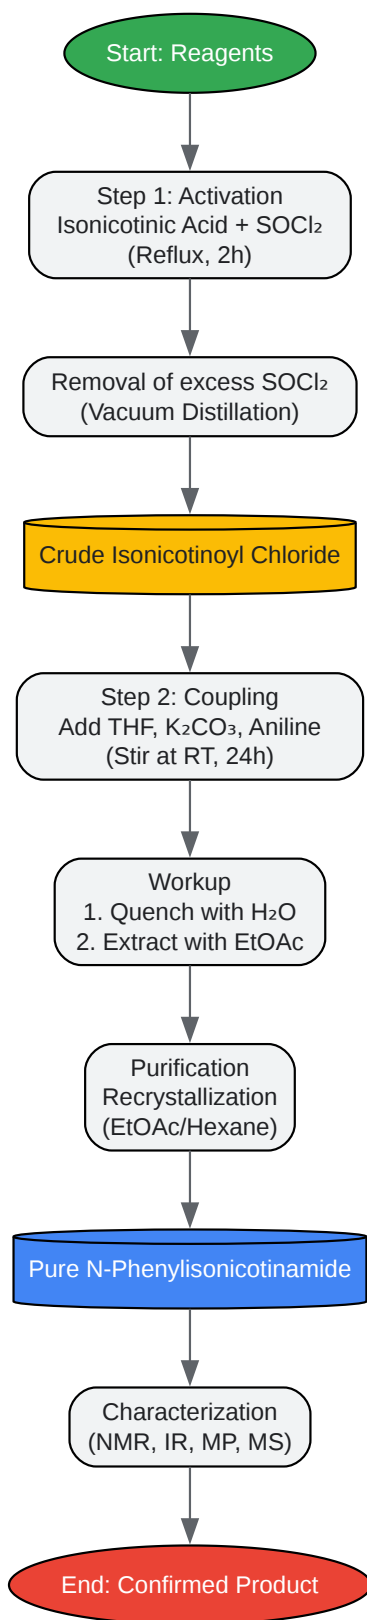 Start: Reagents
Step 1: Activation
Isonicotinic Acid + SOCl₂
(Reflux, 2h)
Removal of excess SOCl₂
(Vacuum Distillation)
Crude Isonicotinoyl Chloride
Step 2: Coupling
Add THF, K₂CO₃, Aniline
(Stir at RT, 24h)
Workup
1. Quench with H₂O
2. Extract with EtOAc
Purification
Recrystallization
(EtOAc/Hexane)
Pure N-Phenylisonicotinamide
Characterization
(NMR, IR, MP, MS)
End: Confirmed Product